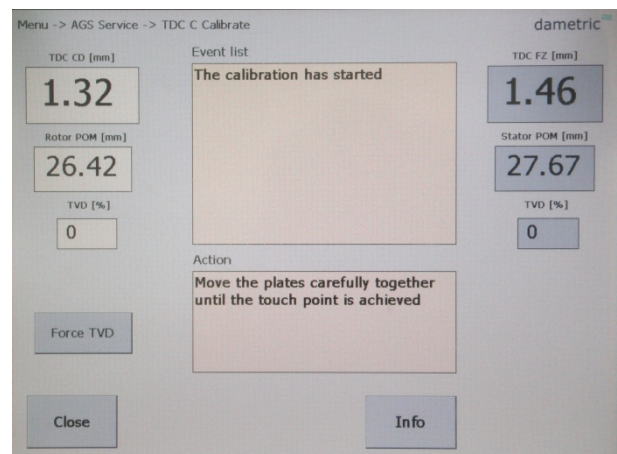 Menu -> AGS Service -> TDC C Calibrate
dametric
TDC CD [mm]
1.32
Rotor POM [mm]
26.42
TVD [%]
0
Event list
The calibration has started
TDC FZ [mm]
1.46
Stator POM [mm]
27.67
TVD [%]
0
Action
Move the plates carefully together
until the touch point is achieved
Force TVD
Close
Info